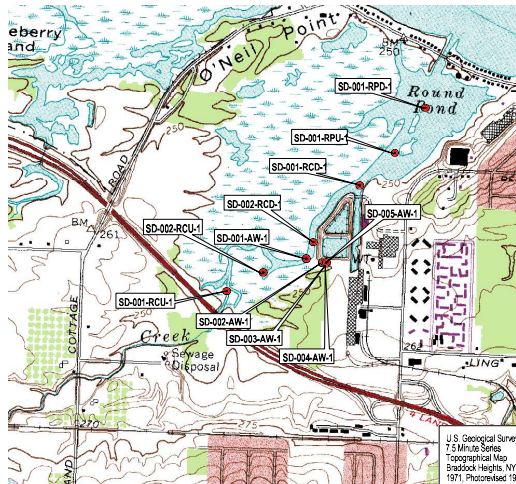 eberry
and
O'Neil Point
BM
250
SD-001-RPD-1
Round
Pond
SD-001-RPU-1
250
SD-001-RCD-1
250
ROAD
SD-002-RCD-1
SD-005-AW-1
SD-002-RCU-1
BM
261
SD-001-AW-1
SD-001-RCU-1
250
SD-002-AW-1
COTTAGE
Creek
SD-003-AW-1
Sewage
Disposal
SD-004-AW-1
LING
4 LANE
270
275
U.S. Geological Survey
7.5 Minute Series
Topographical Map
Braddock Heights, NY
1971, Photorevised 19
AND